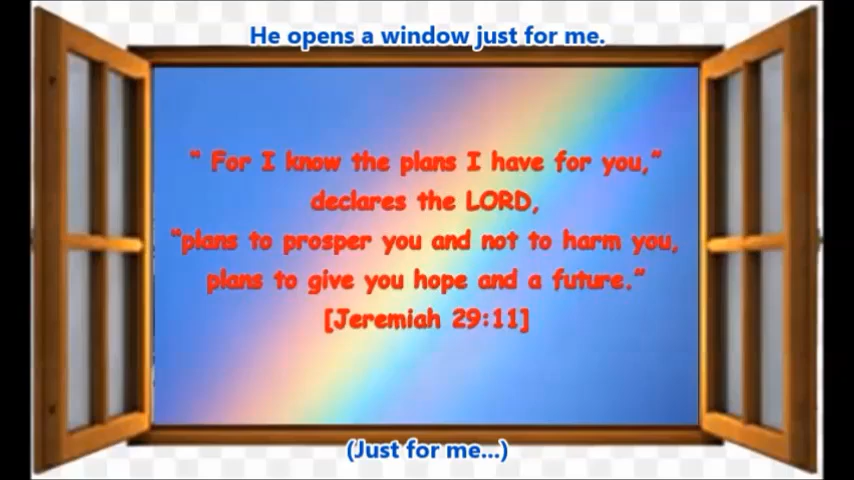 He opens a window just for me.
“ For I know the plans I have for you,”
declares the LORD,
“plans to prosper you and not to harm you,
plans to give you hope and a future.”
[Jeremiah 29:11]
(Just for me...)